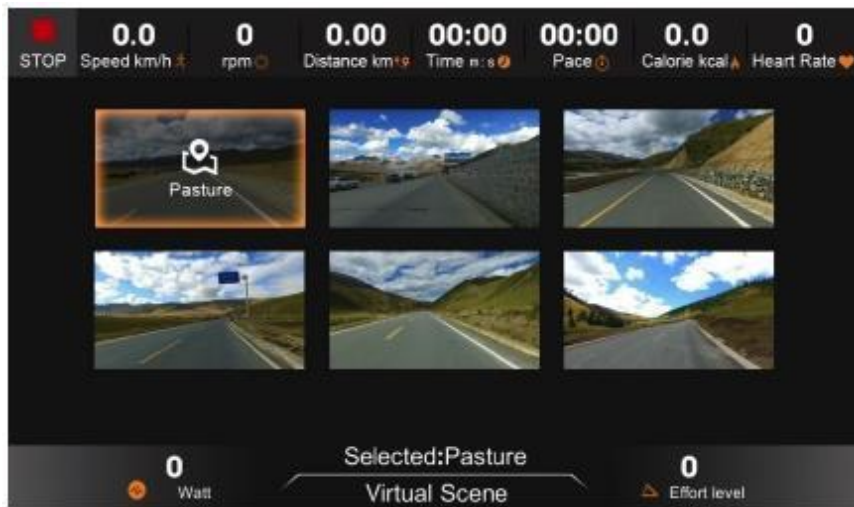 0.0 0 0.00 00:00 00:00 0.0 0
STOP Speed km/h rpm Distance km Time m:s Pace Calorie kcal Heart Rate
Pasture
Selected:Pasture
0 0
Watt Virtual Scene Effort level